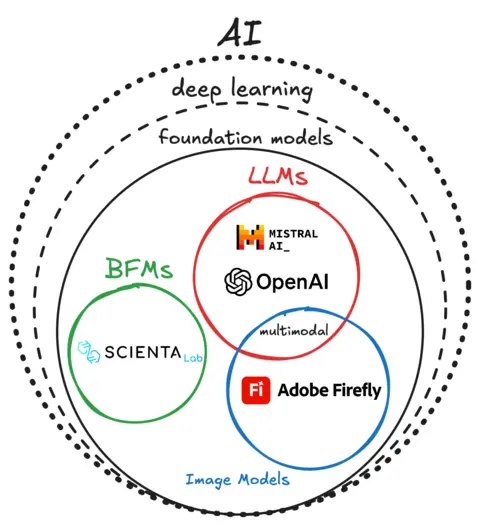 AI
deep learning
foundation models
LLMs
MISTRAL
AI_
BFMs
OpenAI
multimodal
SCIENTA Lab
Fi Adobe Firefly
Image Models